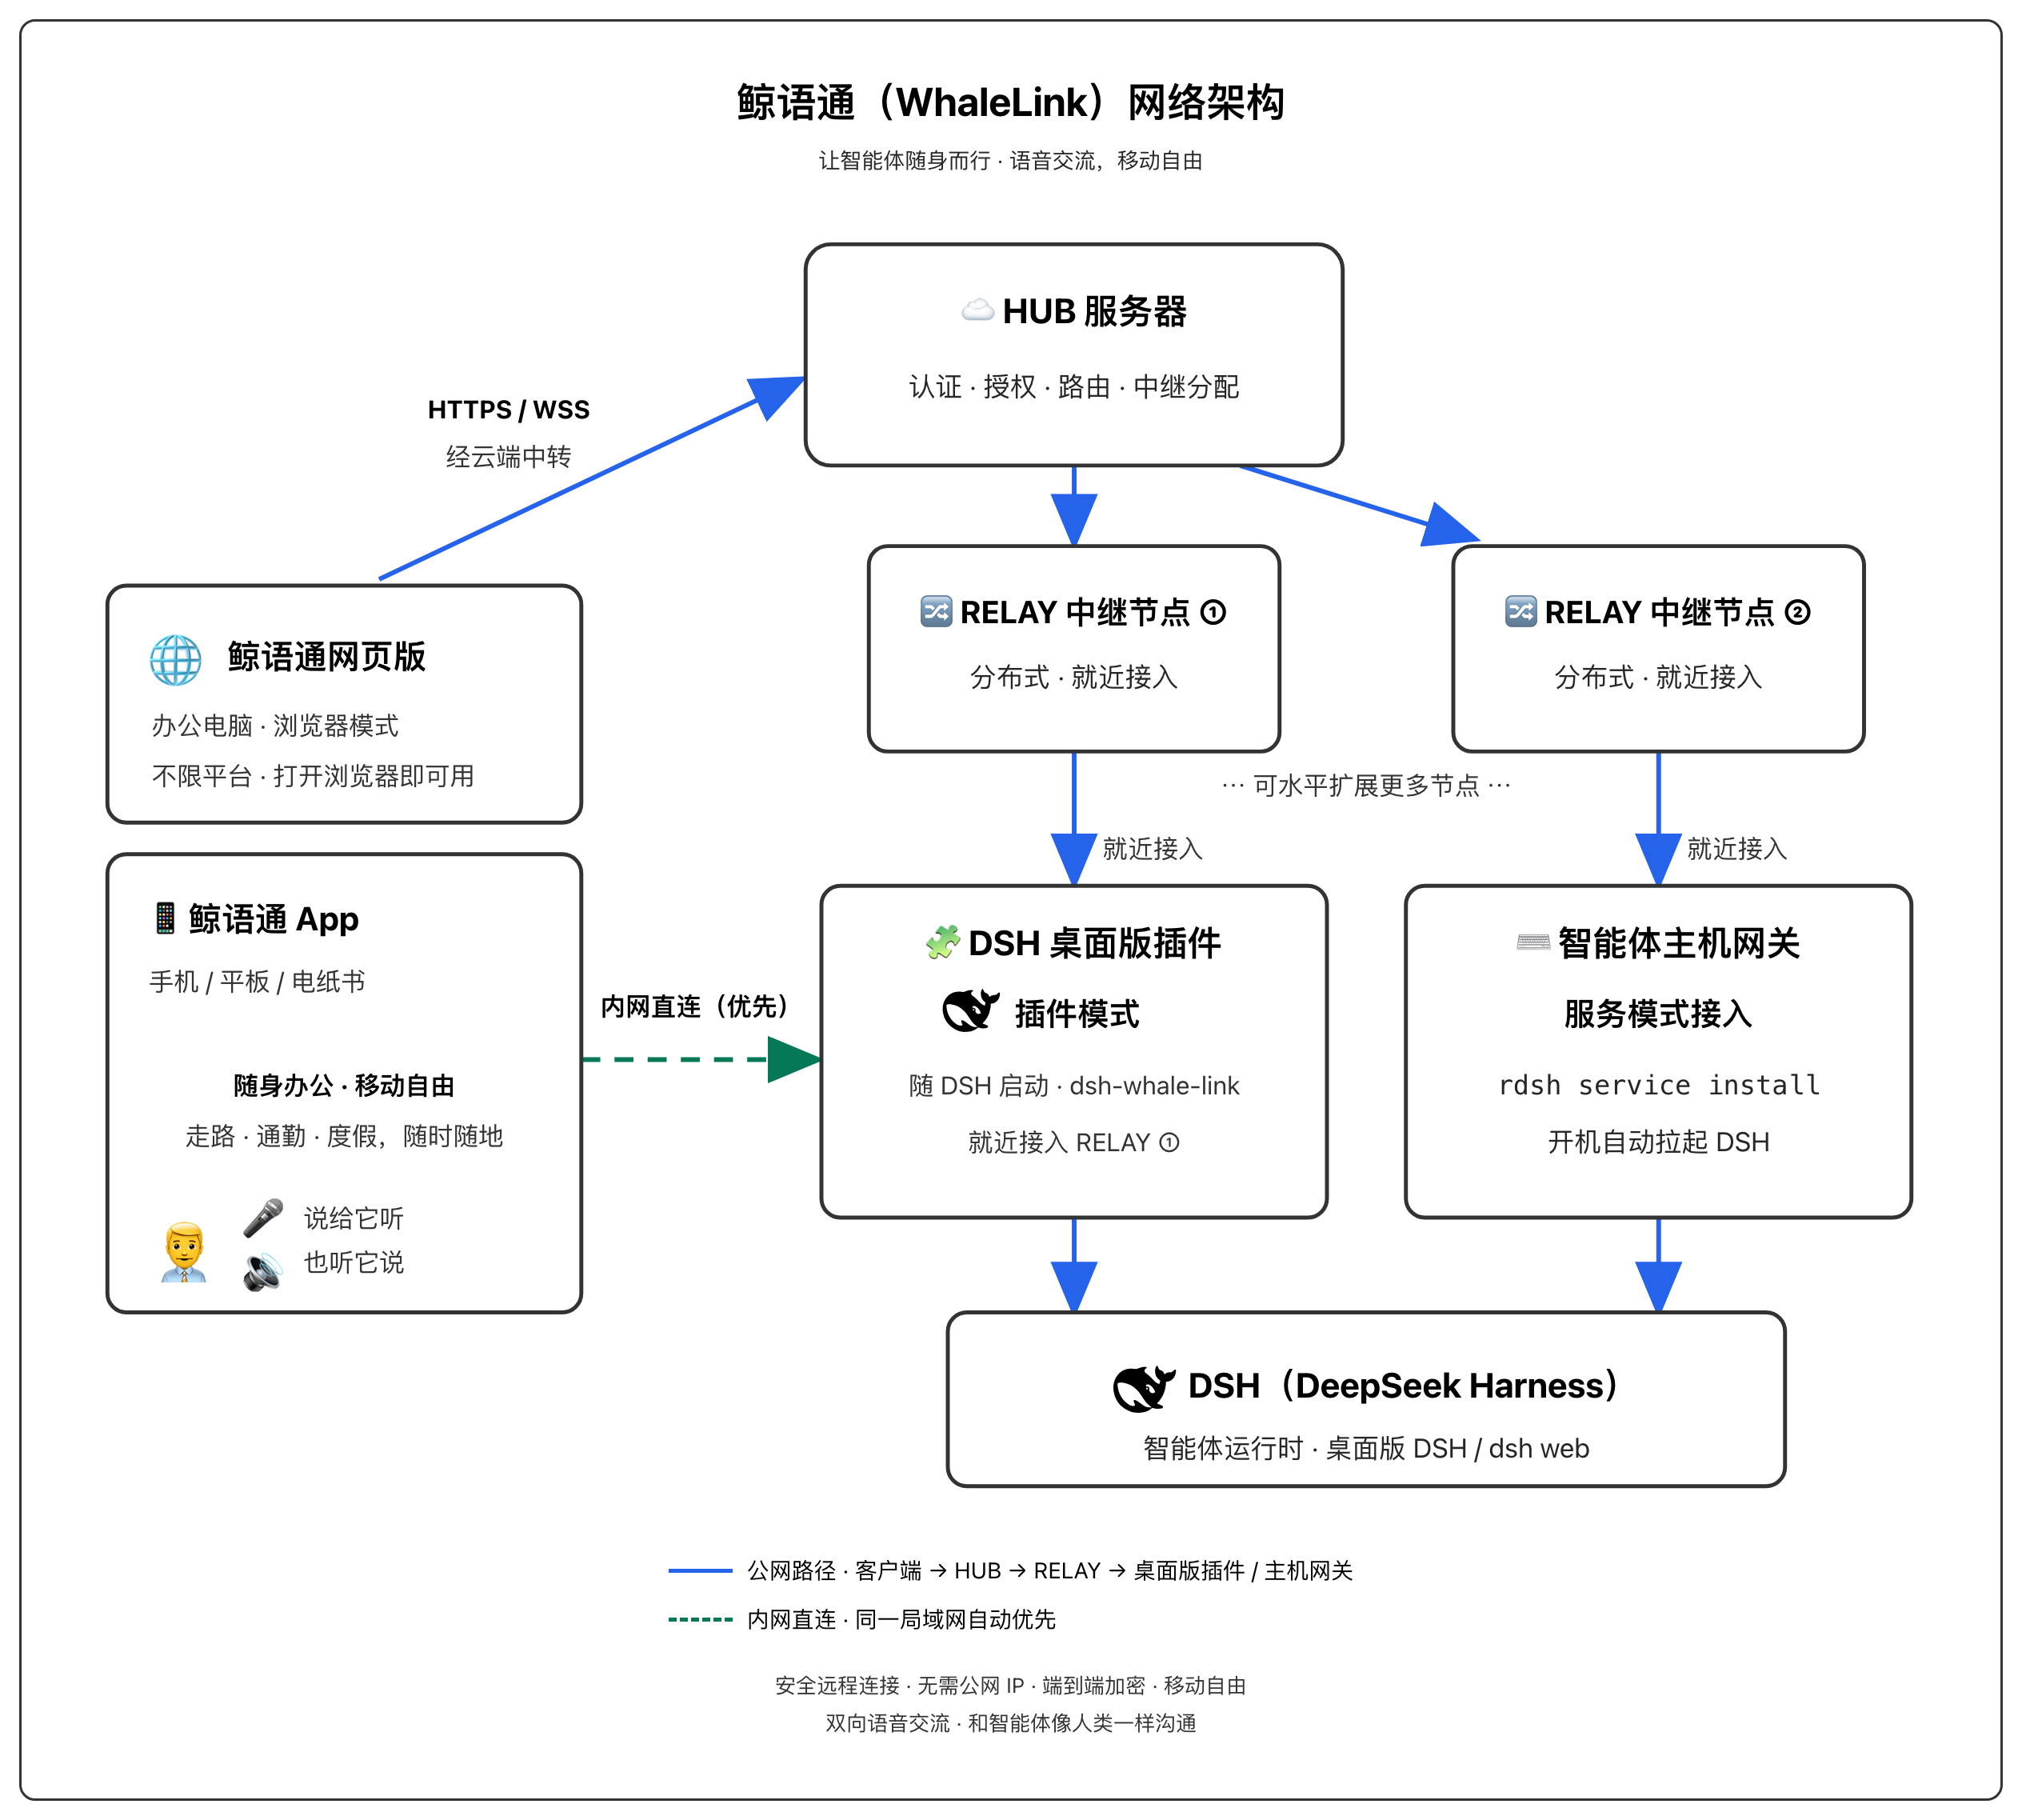 鲸语通（WhaleLink）网络架构
让智能体随身而行 · 语音交流，移动自由
HUB 服务器
认证 · 授权 · 路由 · 中继分配
HTTPS / WSS
经云端中转
RELAY 中继节点 ①
分布式 · 就近接入
RELAY 中继节点 ②
分布式 · 就近接入
鲸语通网页版
办公电脑 · 浏览器模式
不限平台 · 打开浏览器即可用
··· 可水平扩展更多节点 ···
就近接入
就近接入
鲸语通 App
手机 / 平板 / 电纸书
随身办公 · 移动自由
走路 · 通勤 · 度假，随时随地
说给它听
也听它说
内网直连（优先）
DSH 桌面版插件
插件模式
随 DSH 启动 · dsh-whale-link
就近接入 RELAY ①
智能体主机网关
服务模式接入
rdsh service install
开机自动拉起 DSH
DSH（DeepSeek Harness）
智能体运行时 · 桌面版 DSH / dsh web
公网路径 · 客户端 → HUB → RELAY → 桌面版插件 / 主机网关
内网直连 · 同一局域网自动优先
安全远程连接 · 无需公网 IP · 端到端加密 · 移动自由
双向语音交流 · 和智能体像人类一样沟通